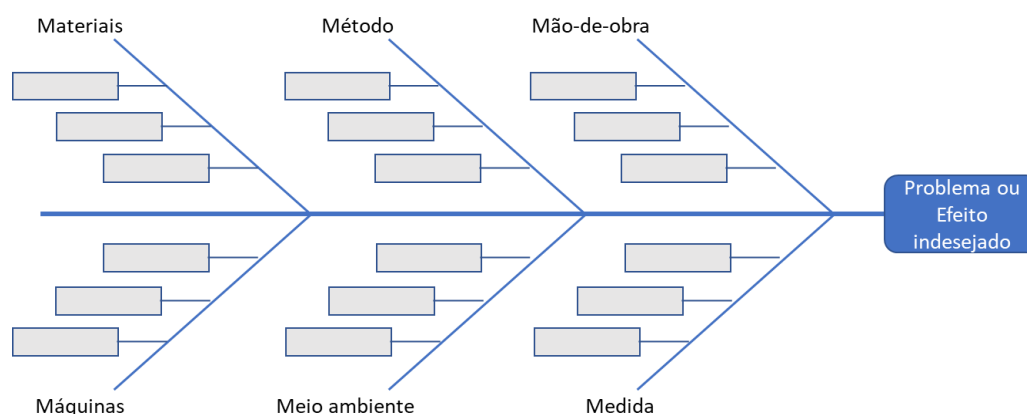 Materiais
Método
Mão-de-obra
Problema ou
Efeito
indesejado
Máquinas
Meio ambiente
Medida